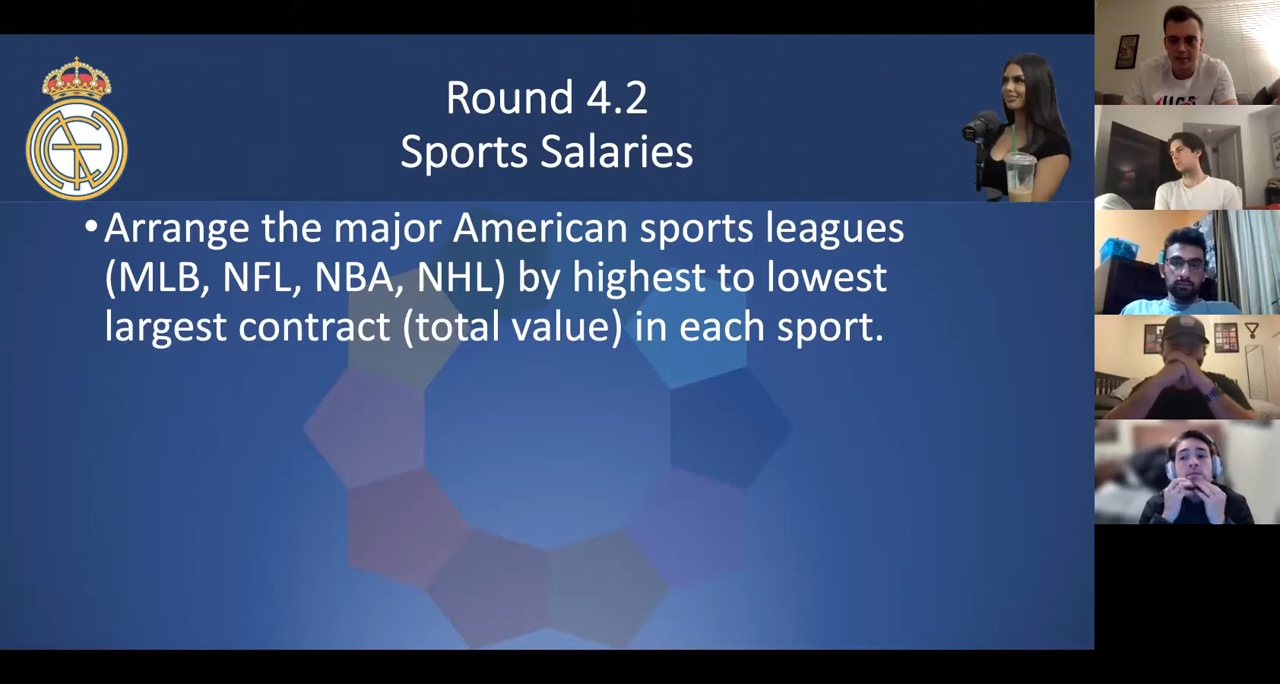 Round 4.2
Sports Salaries
•Arrange the major American sports leagues
(MLB, NFL, NBA, NHL) by highest to lowest
largest contract (total value) in each sport.